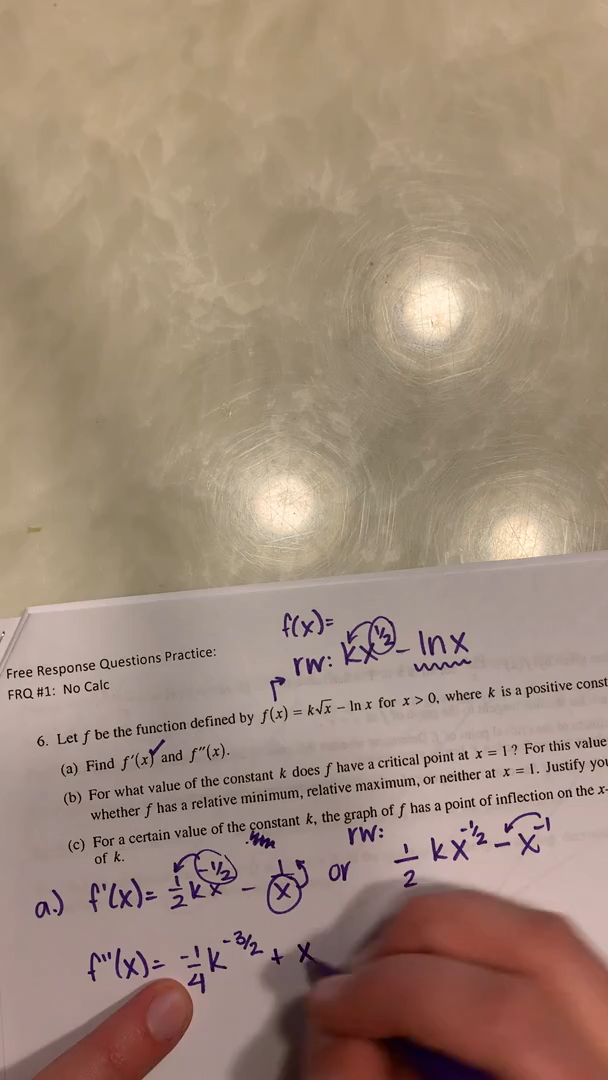 f(x)=
rw: kx^1/2 - ln x
Free Response Questions Practice:
FRQ #1: No Calc
6. Let f be the function defined by f(x) = k√x − ln x for x > 0, where k is a positive const
(a) Find f′(x) and f″(x).
(b) For what value of the constant k does f have a critical point at x = 1? For this value
whether f has a relative minimum, relative maximum, or neither at x = 1. Justify you
(c) For a certain value of the constant k, the graph of f has a point of inflection on the x-
of k.
rw:
a.) f'(x)= 1/2 kx^-1/2 - 1/x or 1/2 kx^-1/2 - x^-1
f"(x)= -1/4 k^-3/2 + x